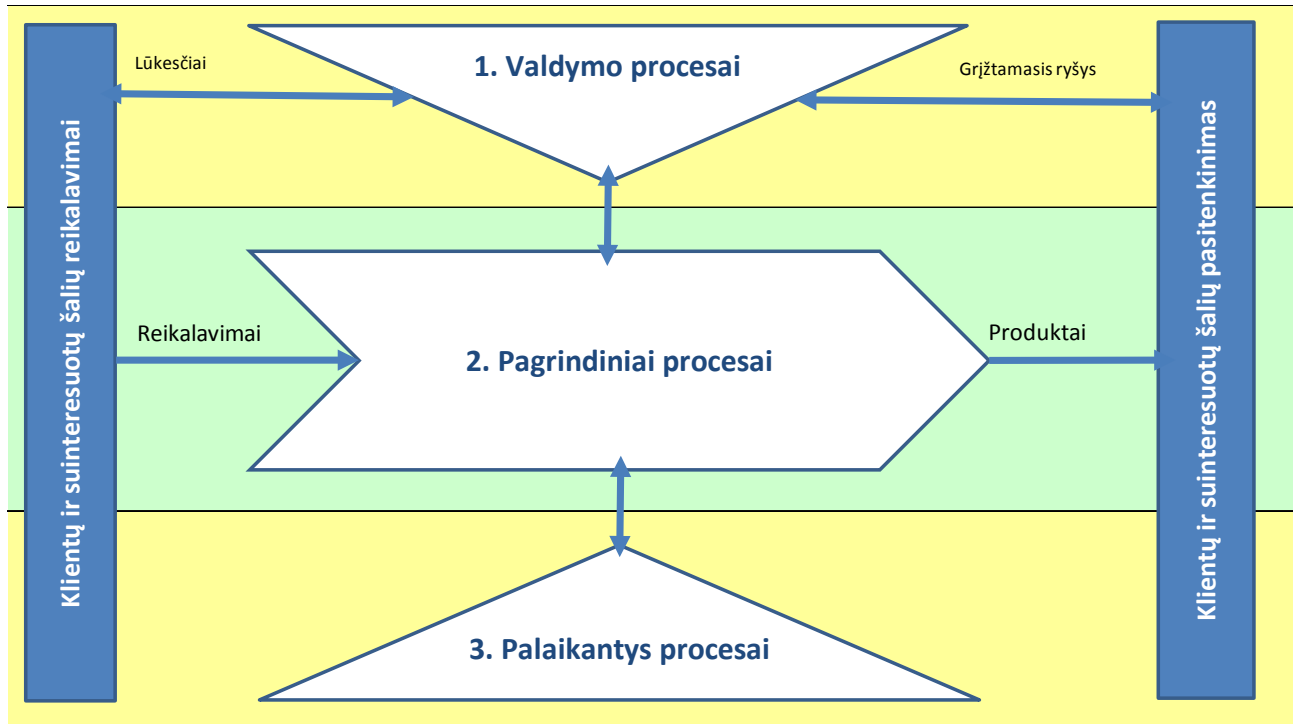 Klientų ir suinteresuotų šalių reikalavimai
Lūkesčiai
1. Valdymo procesai
Grįžtamasis ryšys
Reikalavimai
2. Pagrindiniai procesai
Produktai
3. Palaikantys procesai
Klientų ir suinteresuotų šalių pasitenkinimas